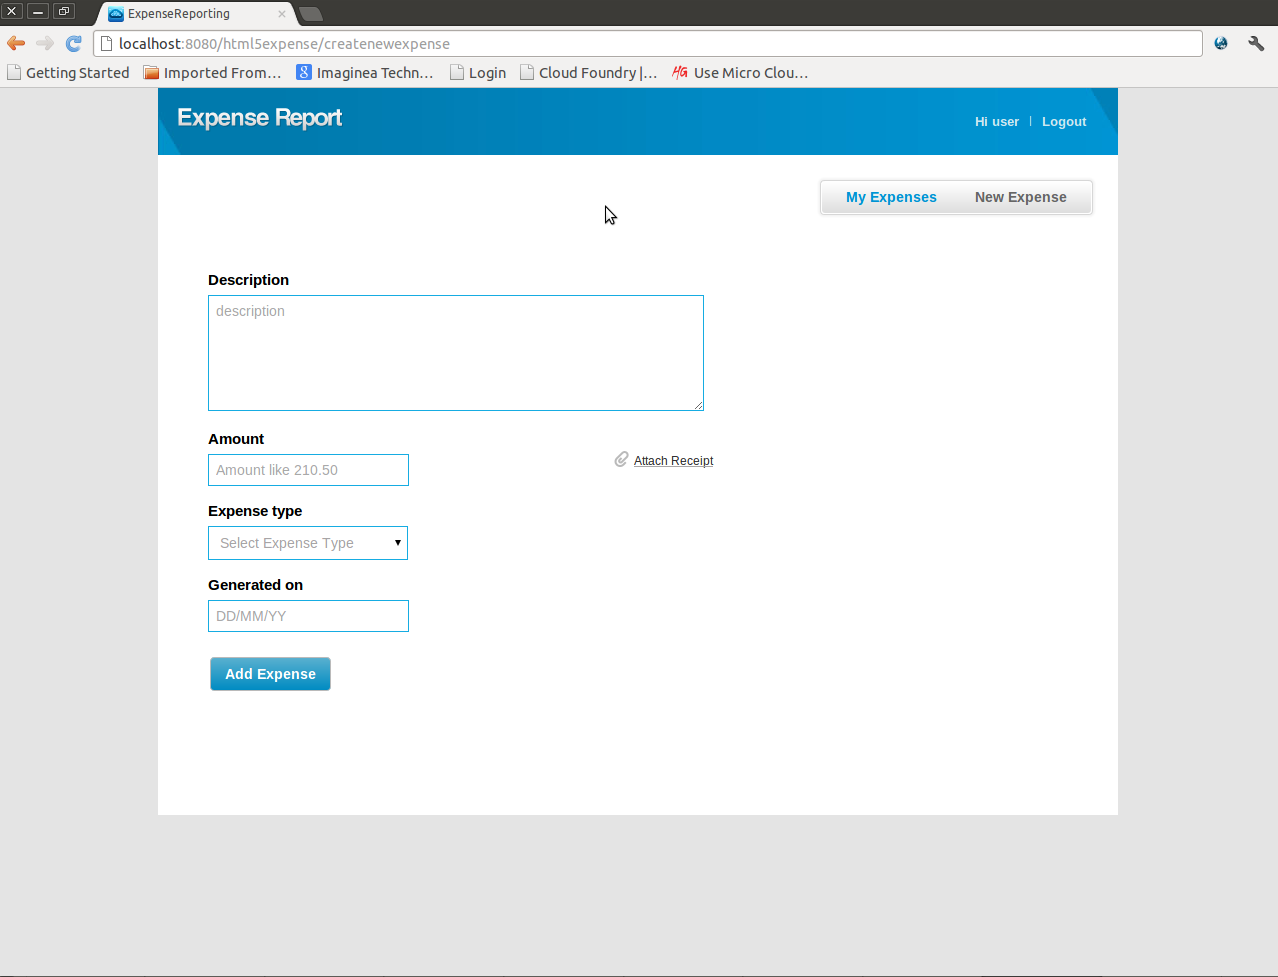 ExpenseReporting
localhost:8080/html5expense/createnewexpense
Getting Started Imported From... Imaginea Techn... Login Cloud Foundry |... Use Micro Clou...
Expense Report
Hi user | Logout
My Expenses New Expense
Description
description
Amount
Amount like 210.50
Attach Receipt
Expense type
Select Expense Type
Generated on
DD/MM/YY
Add Expense